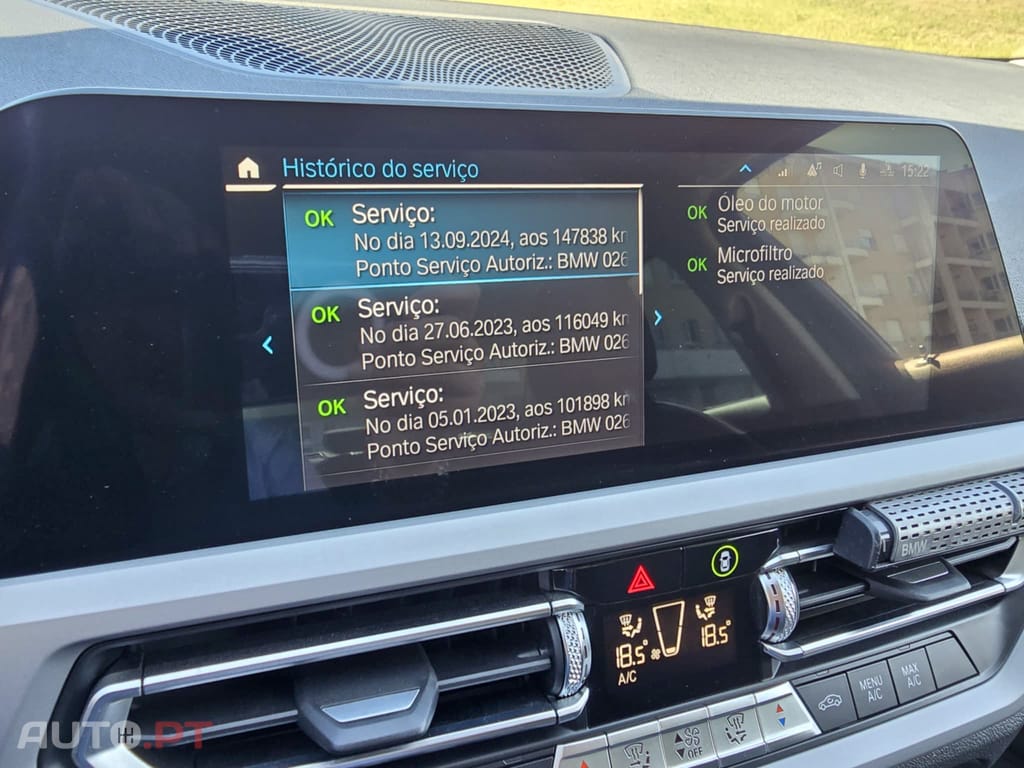 Histórico do serviço
15:22
OK Serviço:
No dia 13.09.2024, aos 147838 km
Ponto Serviço Autoriz.: BMW 026
OK Serviço:
No dia 27.06.2023, aos 116049 km
Ponto Serviço Autoriz.: BMW 026
OK Serviço:
No dia 05.01.2023, aos 101898 km
Ponto Serviço Autoriz.: BMW 026
OK Óleo do motor
Serviço realizado
OK Microfiltro
Serviço realizado
BMW
18.5° 18.5°
A/C
MENU A/C
MAX A/C
OFF
AUTO.PT